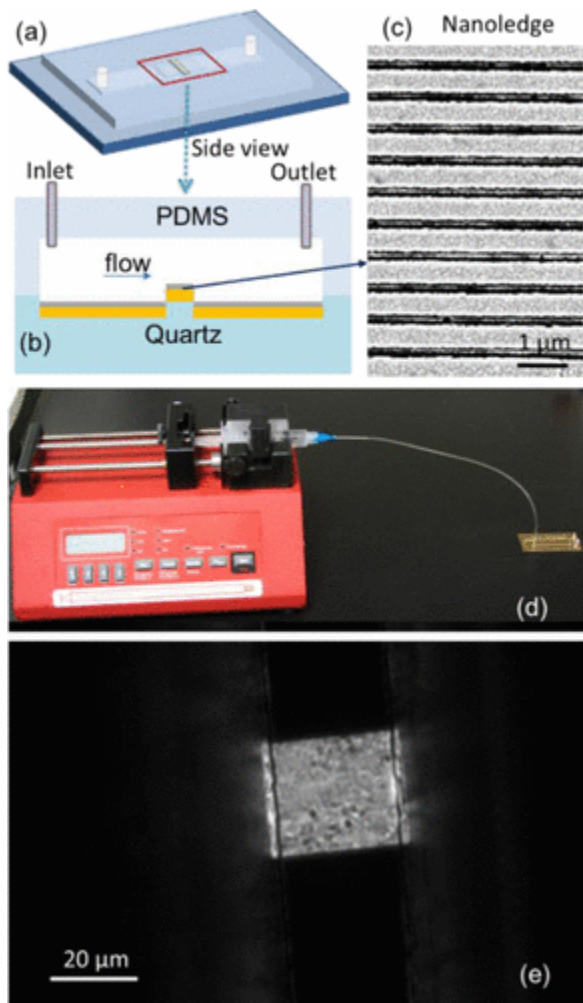 (a)
Side view
Inlet
Outlet
PDMS
flow
Quartz
(b)
(c)
Nanoledge
1 µm
(d)
20 µm
(e)